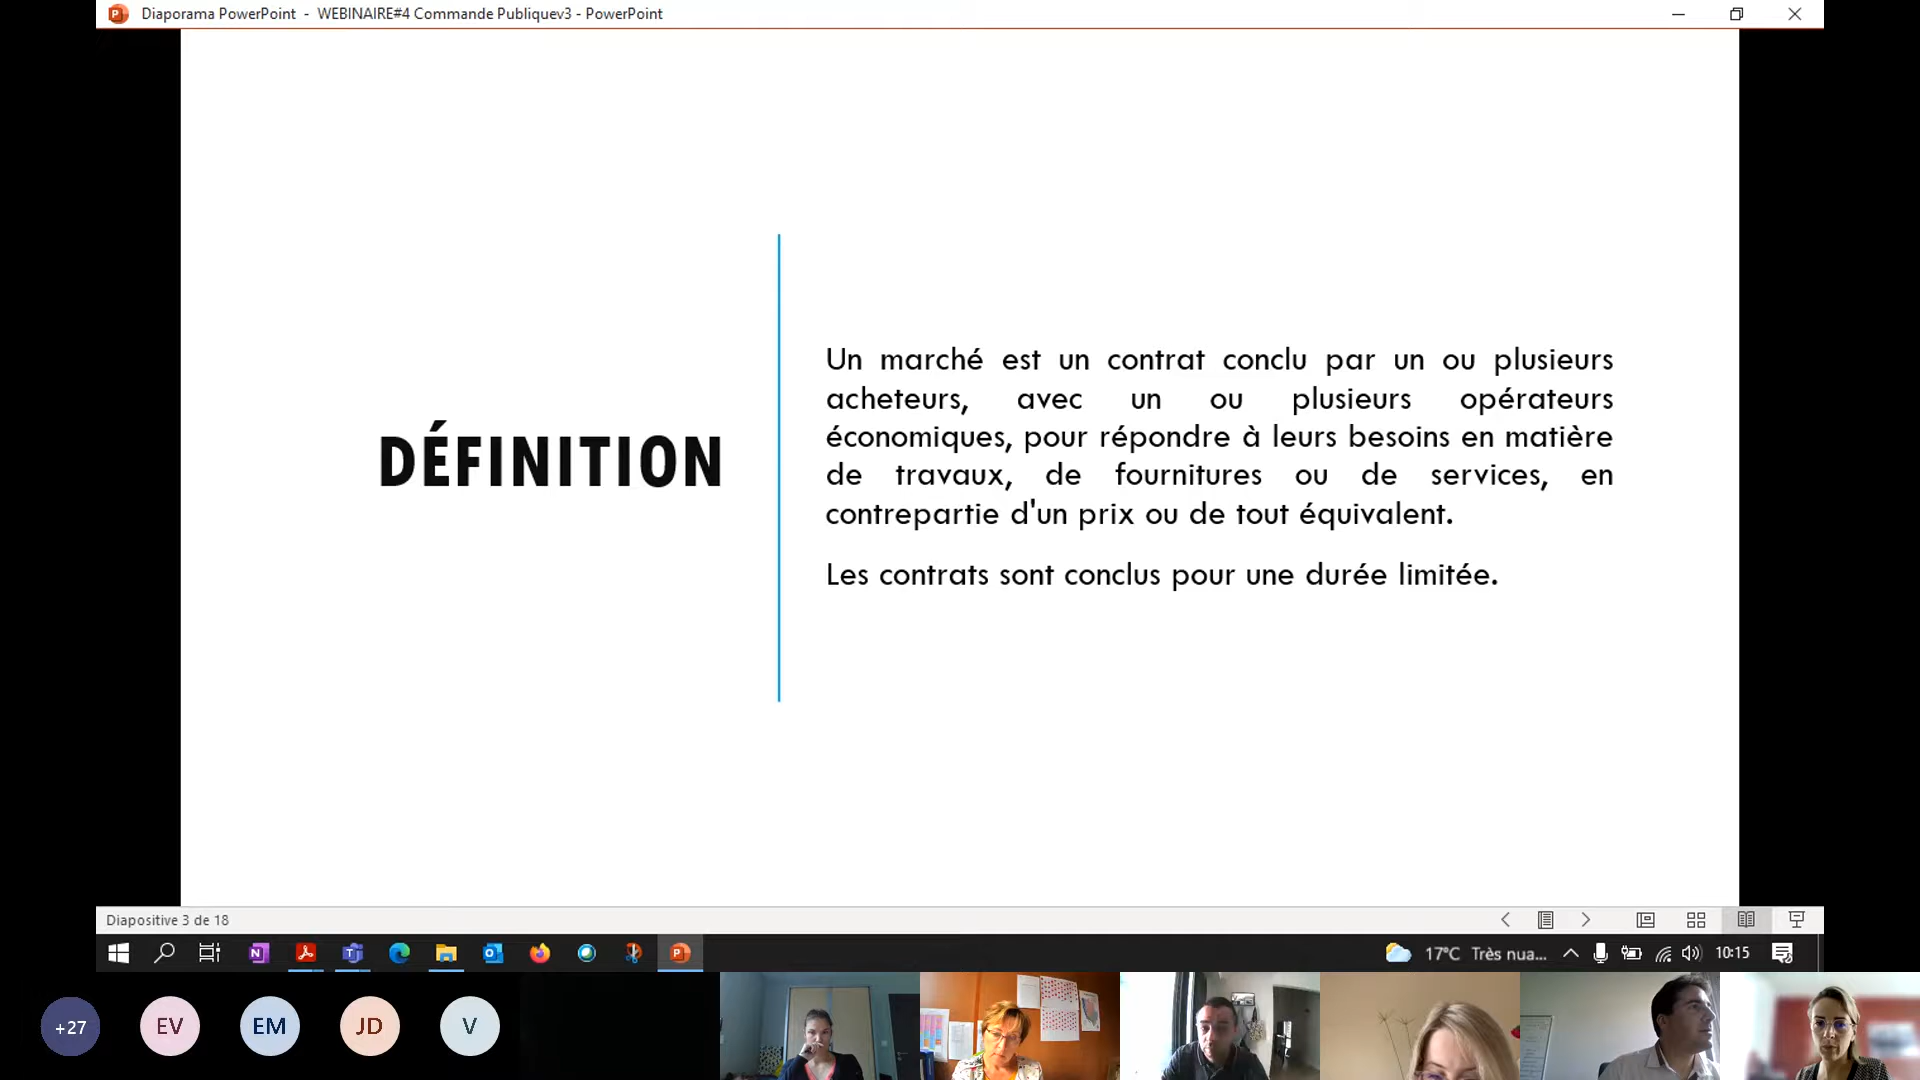 Diaporama PowerPoint - WEBINAIRE#4 Commande Publiquev3 - PowerPoint
DÉFINITION
Un marché est un contrat conclu par un ou plusieurs
acheteurs, avec un ou plusieurs opérateurs
économiques, pour répondre à leurs besoins en matière
de travaux, de fournitures ou de services, en
contrepartie d'un prix ou de tout équivalent.
Les contrats sont conclus pour une durée limitée.
Diapositive 3 de 18
17°C Très nua... 10:15
+27 EV EM JD V